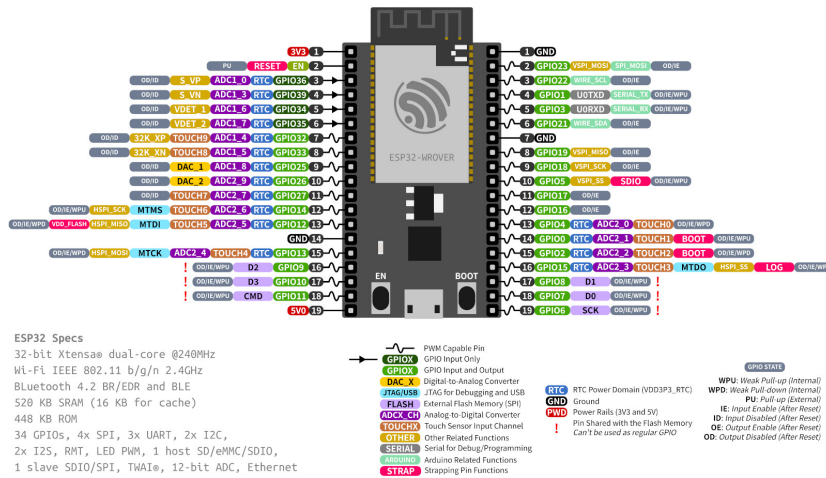 3V3 1
PU RESET EN 2
OD/ID S_VP ADC1_0 RTC GPIO36 3
OD/ID S_VN ADC1_3 RTC GPIO39 4
OD/ID VDET_1 ADC1_6 RTC GPIO34 5
OD/ID VDET_2 ADC1_7 RTC GPIO35 6
OD/ID 32K_XP TOUCH9 ADC1_4 RTC GPIO32 7
OD/ID 32K_XN TOUCH8 ADC1_5 RTC GPIO33 8
OD/ID DAC_1 ADC1_8 RTC GPIO25 9
OD/ID DAC_2 ADC2_9 RTC GPIO26 10
OD/ID TOUCH7 ADC2_7 RTC GPIO27 11
OD/IE/WPU HSPI_SCK MTMS TOUCH6 ADC2_6 RTC GPIO14 12
OD/IE/WPD VDD_FLASH HSPI_MISO MTDI TOUCH5 ADC2_5 RTC GPIO12 13
GND 14
OD/IE/WPD HSPI_MOSI MTCK ADC2_4 TOUCH4 RTC GPIO13 15
! OD/IE/WPU D2 GPIO9 16
! OD/IE/WPU D3 GPIO10 17
! OD/IE/WPU CMD GPIO11 18
5V0 19
ESP32-WROVER
EN BOOT
1 GND
2 GPIO23 VSPI_MOSI SPI_MOSI OD/IE
3 GPIO22 WIRE_SCL OD/IE
4 GPIO1 U0TXD SERIAL_TX OD/IE/WPU
5 GPIO3 U0RXD SERIAL_RX OD/IE/WPU
6 GPIO21 WIRE_SDA OD/IE
7 GND
8 GPIO19 VSPI_MISO OD/IE
9 GPIO18 VSPI_SCK OD/IE
10 GPIO5 VSPI_SS SDIO OD/IE/WPU
11 GPIO17 OD/IE
12 GPIO16 OD/IE
13 GPIO4 RTC ADC2_0 TOUCH0 OD/IE/WPD
14 GPIO0 RTC ADC2_1 TOUCH1 BOOT OD/IE/WPU
15 GPIO2 RTC ADC2_2 TOUCH2 BOOT OD/IE/WPD
16 GPIO15 RTC ADC2_3 TOUCH3 MTDO HSPI_SS LOG OD/IE/WP
17 GPIO8 D1 OD/IE/WPU !
18 GPIO7 D0 OD/IE/WPU !
19 GPIO6 SCK OD/IE/WPU !
ESP32 Specs
32-bit Xtensa® dual-core @240MHz
Wi-Fi IEEE 802.11 b/g/n 2.4GHz
BLuetooth 4.2 BR/EDR and BLE
520 KB SRAM (16 KB for cache)
448 KB ROM
34 GPIOs, 4x SPI, 3x UART, 2x I2C,
2x I2S, RMT, LED PWM, 1 host SD/eMMC/SDIO,
1 slave SDIO/SPI, TWAI®, 12-bit ADC, Ethernet
PWM Capable Pin
GPIOX GPIO Input Only
GPIOX GPIO Input and Output
DAC_X Digital-to-Analog Converter
JTAG/USB JTAG for Debugging and USB
FLASH External Flash Memory (SPI)
ADCX_CH Analog-to-Digital Converter
TOUCHX Touch Sensor Input Channel
OTHER Other Related Functions
SERIAL Serial for Debug/Programming
ARDUINO Arduino Related Functions
STRAP Strapping Pin Functions
RTC RTC Power Domain (VDD3P3_RTC)
GND Ground
PWD Power Rails (3V3 and 5V)
! Pin Shared with the Flash Memory
Can't be used as regular GPIO
GPIO STATE
WPU: Weak Pull-up (Internal)
WPD: Weak Pull-down (Internal)
PU: Pull-up (External)
IE: Input Enable (After Reset)
ID: Input Disabled (After Reset)
OE: Output Enable (After Reset)
OD: Output Disabled (After Reset)